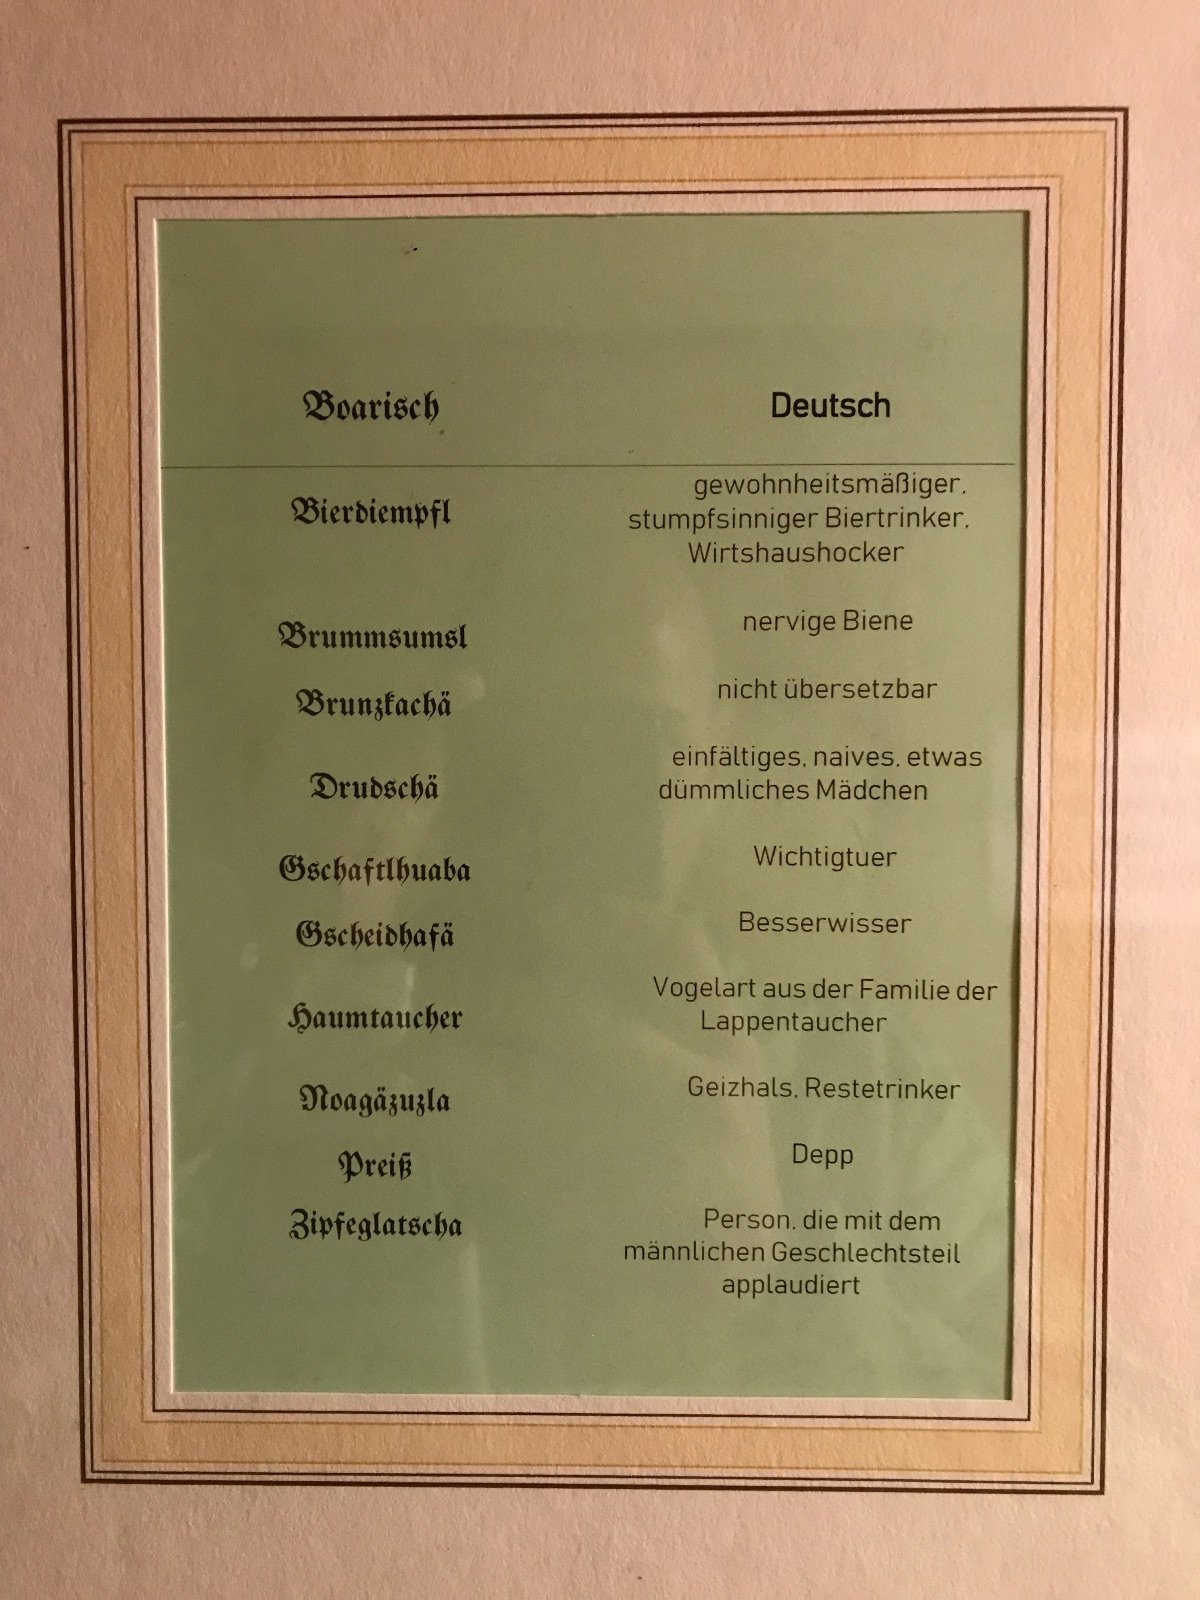 Boarisch Deutsch
Bierdiempfl gewohnheitsmäßiger,
stumpfsinniger Biertrinker,
Wirtshaushocker
Brummsumsl nervige Biene
Brunzkachä nicht übersetzbar
Drudschä einfältiges, naives, etwas
dümmliches Mädchen
Gschaftlhuaba Wichtigtuer
Gscheidhafä Besserwisser
Haumtaucher Vogelart aus der Familie der
Lappentaucher
Noagäzuzla Geizhals, Restetrinker
Preiß Depp
Zipfeglatscha Person, die mit dem
männlichen Geschlechtsteil
applaudiert